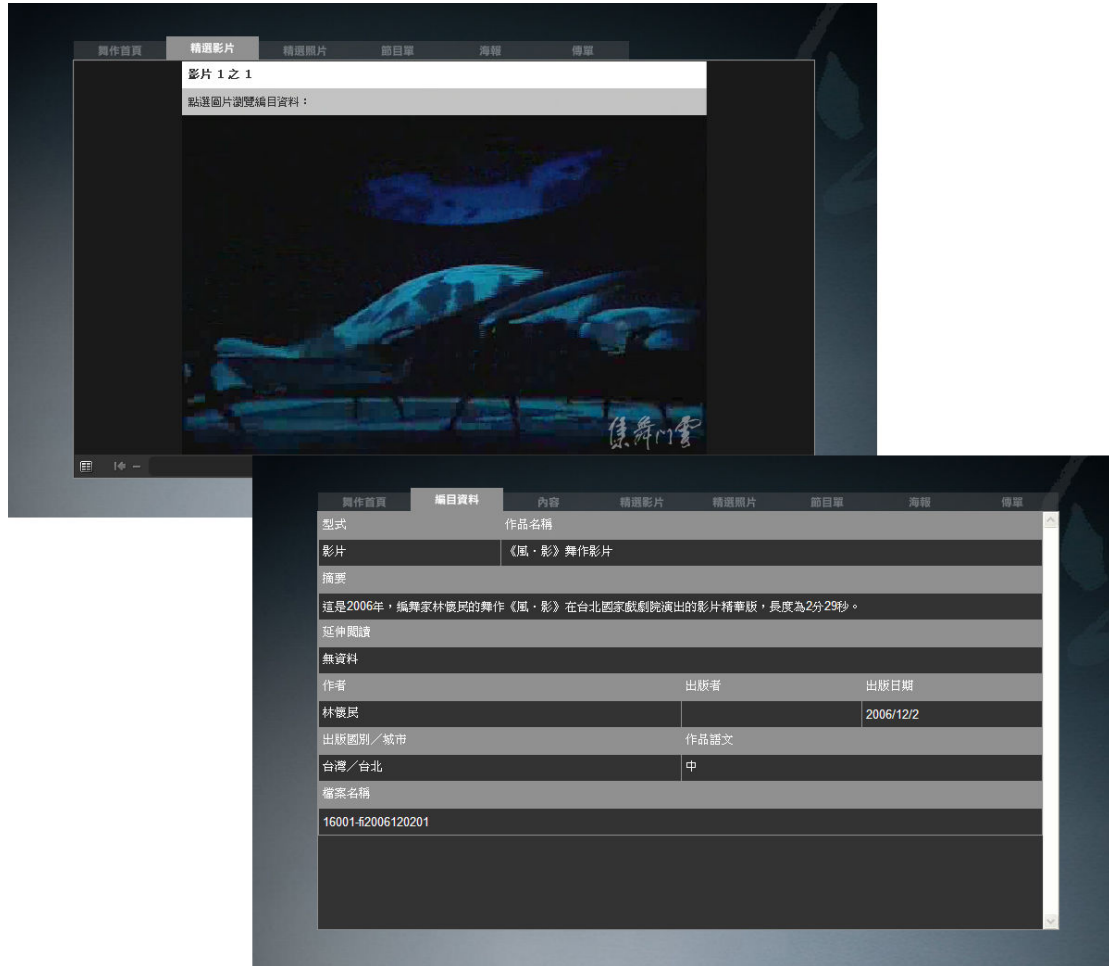 舞作首頁 精選影片 精選照片 節目單 海報 傳單
影片 1 之 1
點選圖片瀏覽編目資料：
雲門舞集
舞作首頁 編目資料 內容 精選影片 精選照片 節目單 海報 傳單
型式 作品名稱
影片 《風‧影》舞作影片
摘要
這是2006年，編舞家林懷民的舞作《風‧影》在台北國家戲劇院演出的影片精華版，長度為2分29秒。
延伸閱讀
無資料
作者 出版者 出版日期
林懷民 2006/12/2
出版國別／城市 作品語文
台灣／台北 中
檔案名稱
16001-fi2006120201